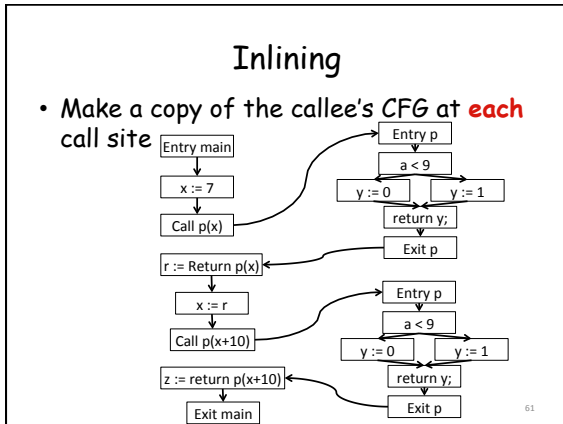 Inlining
• Make a copy of the callee's CFG at each
call site
Entry main
x := 7
Call p(x)
r := Return p(x)
x := r
Call p(x+10)
z := return p(x+10)
Exit main
Entry p
a < 9
y := 0
y := 1
return y;
Exit p
Entry p
a < 9
y := 0
y := 1
return y;
Exit p
61